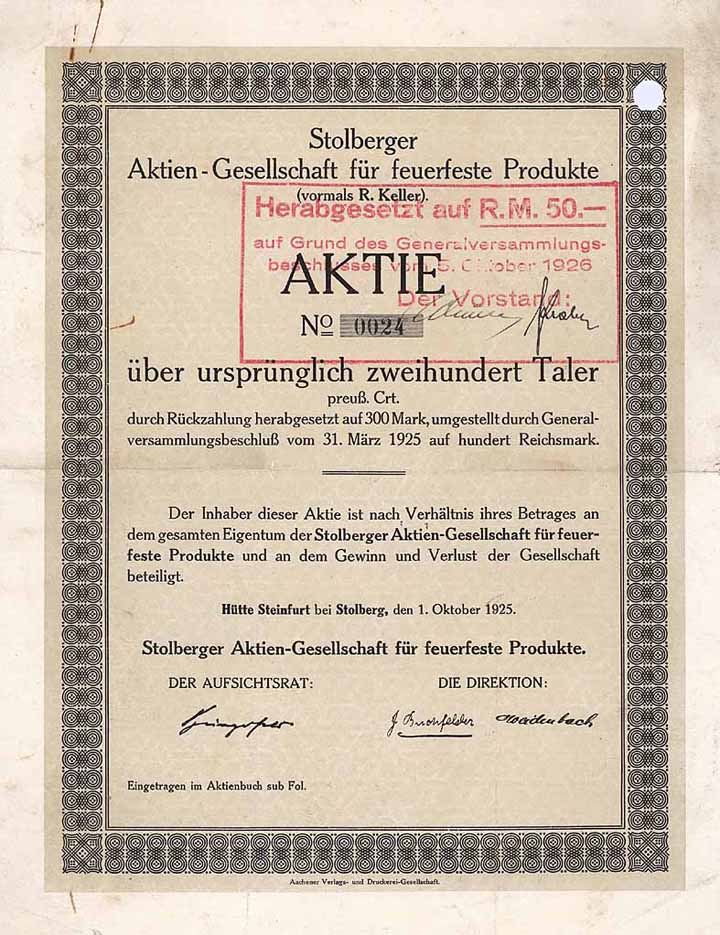 Stolberger
Aktien-Gesellschaft für feuerfeste Produkte
(vormals R. Keller).
Herabgesetzt auf R.M. 50.—
auf Grund des Generalversammlungs-
beschlusses vom 5. Oktober 1926
AKTIE
Der Vorstand:
No 0024
über ursprünglich zweihundert Taler
preuß. Crt.
durch Rückzahlung herabgesetzt auf 300 Mark, umgestellt durch General-
versammlungsbeschluß vom 31. März 1925 auf hundert Reichsmark.
Der Inhaber dieser Aktie ist nach Verhältnis ihres Betrages an
dem gesamten Eigentum der Stolberger Aktien-Gesellschaft für feuer-
feste Produkte und an dem Gewinn und Verlust der Gesellschaft
beteiligt.
Hütte Steinfurt bei Stolberg, den 1. Oktober 1925.
Stolberger Aktien-Gesellschaft für feuerfeste Produkte.
DER AUFSICHTSRAT: DIE DIREKTION:
Eingetragen im Aktienbuch sub Fol.
Aachener Verlags- und Druckerei-Gesellschaft.